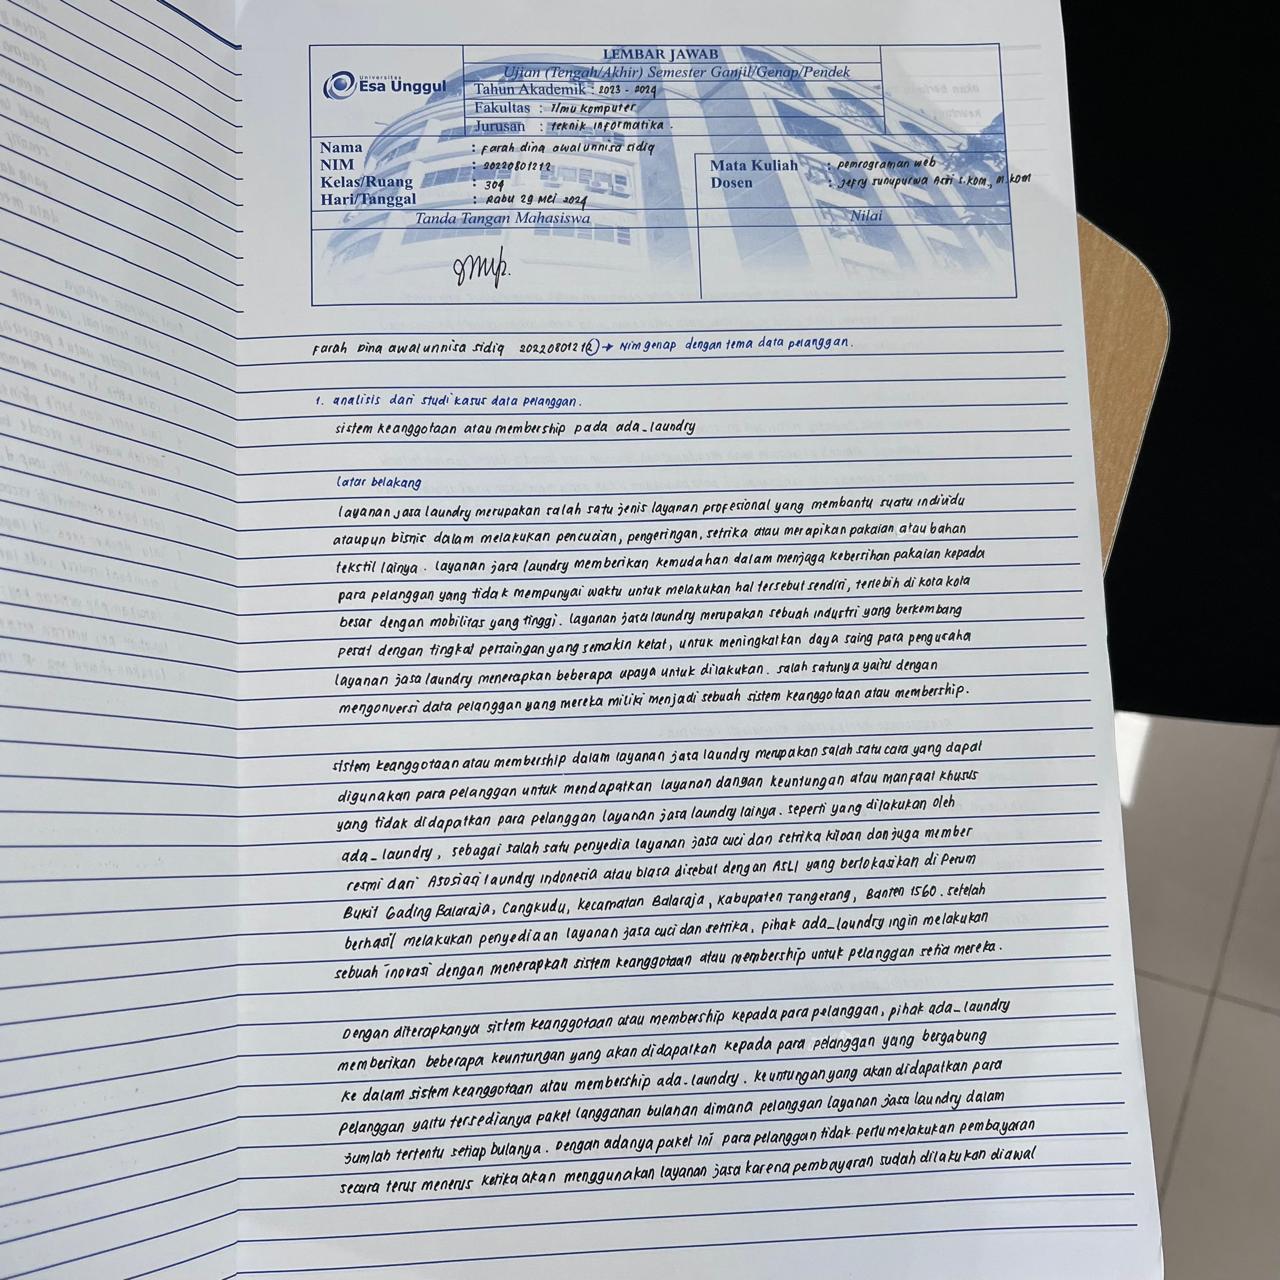 LEMBAR JAWAB
Universitas
Esa Unggul
Ujian (Tengah/Akhir) Semester Ganjil/Genap/Pendek
Tahun Akademik : 2023 - 2024
Fakultas : Ilmu Komputer
Jurusan : teknik informatika .
Nama : Farah dina awalunnisa sidiq
NIM : 20220801212
Kelas/Ruang : 304
Hari/Tanggal : Rabu 29 Mei 2024
Mata Kuliah : pemrograman web
Dosen : Jefry Sunupurwa Asri S.Kom., M.Kom
Tanda Tangan Mahasiswa
Nilai
Farah Dina awalunnisa sidiq 20220801212 → Nim genap dengan tema data pelanggan.
1. analisis dari studi kasus data pelanggan.
sistem keanggotaan atau membership pada ada_laundry
latar belakang
layanan jasa laundry merupakan salah satu jenis layanan profesional yang membantu suatu individu
ataupun bisnis dalam melakukan pencucian, pengeringan, setrika atau merapikan pakaian atau bahan
tekstil lainya. layanan jasa laundry memberikan kemudahan dalam menjaga kebersihan pakaian kepada
para pelanggan yang tidak mempunyai waktu untuk melakukan hal tersebut sendiri, terlebih di kota kota
besar dengan mobilitas yang tinggi. layanan jasa laundry merupakan sebuah industri yang berkembang
pesat dengan tingkat persaingan yang semakin ketat, untuk meningkatkan daya saing para pengusaha
layanan jasa laundry menerapkan beberapa upaya untuk dilakukan. salah satunya yaitu dengan
mengonversi data pelanggan yang mereka miliki menjadi sebuah sistem keanggotaan atau membership.
sistem keanggotaan atau membership dalam layanan jasa laundry merupakan salah satu cara yang dapat
digunakan para pelanggan untuk mendapatkan layanan dangan keuntungan atau manfaat khusus
yang tidak didapatkan para pelanggan layanan jasa laundry lainya. seperti yang dilakukan oleh
ada_laundry, sebagai salah satu penyedia layanan jasa cuci dan setrika kiloan dan juga member
resmi dari Asosiasi laundry indonesia atau biasa disebut dengan ASLI yang berlokasikan di Perum
Bukit Gading Balaraja, Cangkudu, Kecamatan Balaraja, Kabupaten Tangerang, Banten 1560. setelah
berhasil melakukan penyediaan layanan jasa cuci dan setrika, pihak ada_laundry ingin melakukan
sebuah inovasi dengan menerapkan sistem keanggotaan atau membership untuk pelanggan setia mereka.
Dengan diterapkanya sistem keanggotaan atau membership kepada para pelanggan, pihak ada_laundry
memberikan beberapa keuntungan yang akan didapatkan kepada para pelanggan yang bergabung
ke dalam sistem keanggotaan atau membership ada_laundry. keuntungan yang akan didapatkan para
pelanggan yaitu tersedianya paket langganan bulanan dimana pelanggan layanan jasa laundry dalam
jumlah tertentu setiap bulanya. Dengan adanya paket ini para pelanggan tidak perlu melakukan pembayaran
secara terus menerus ketika akan menggunakan layanan jasa karena pembayaran sudah dilakukan diawal